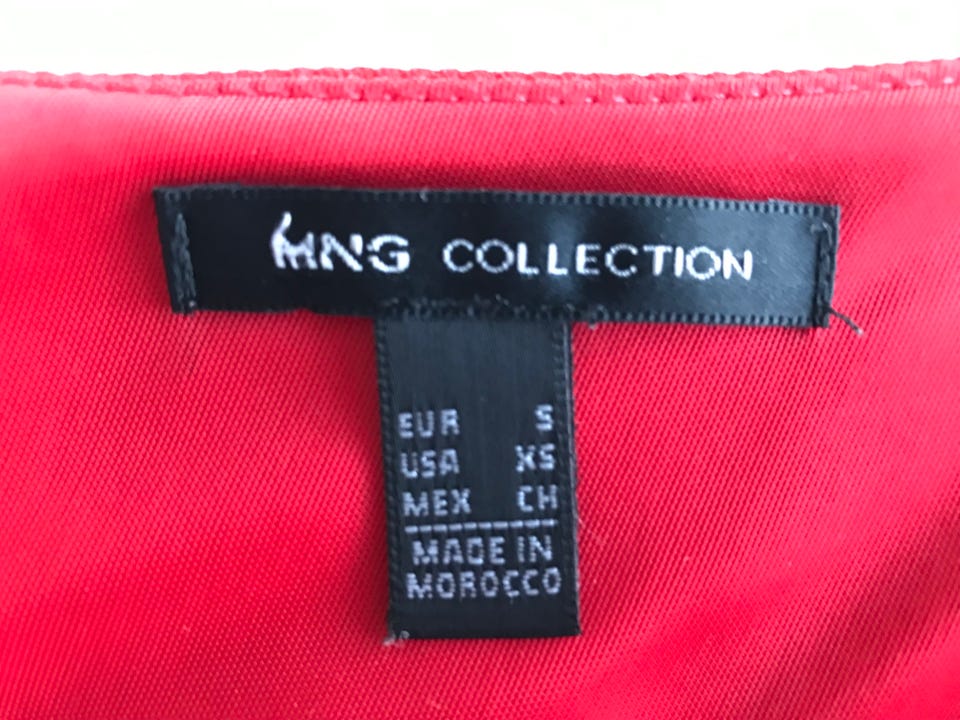 MNG COLLECTION
EUR S
USA XS
MEX CH
MADE IN
MOROCCO